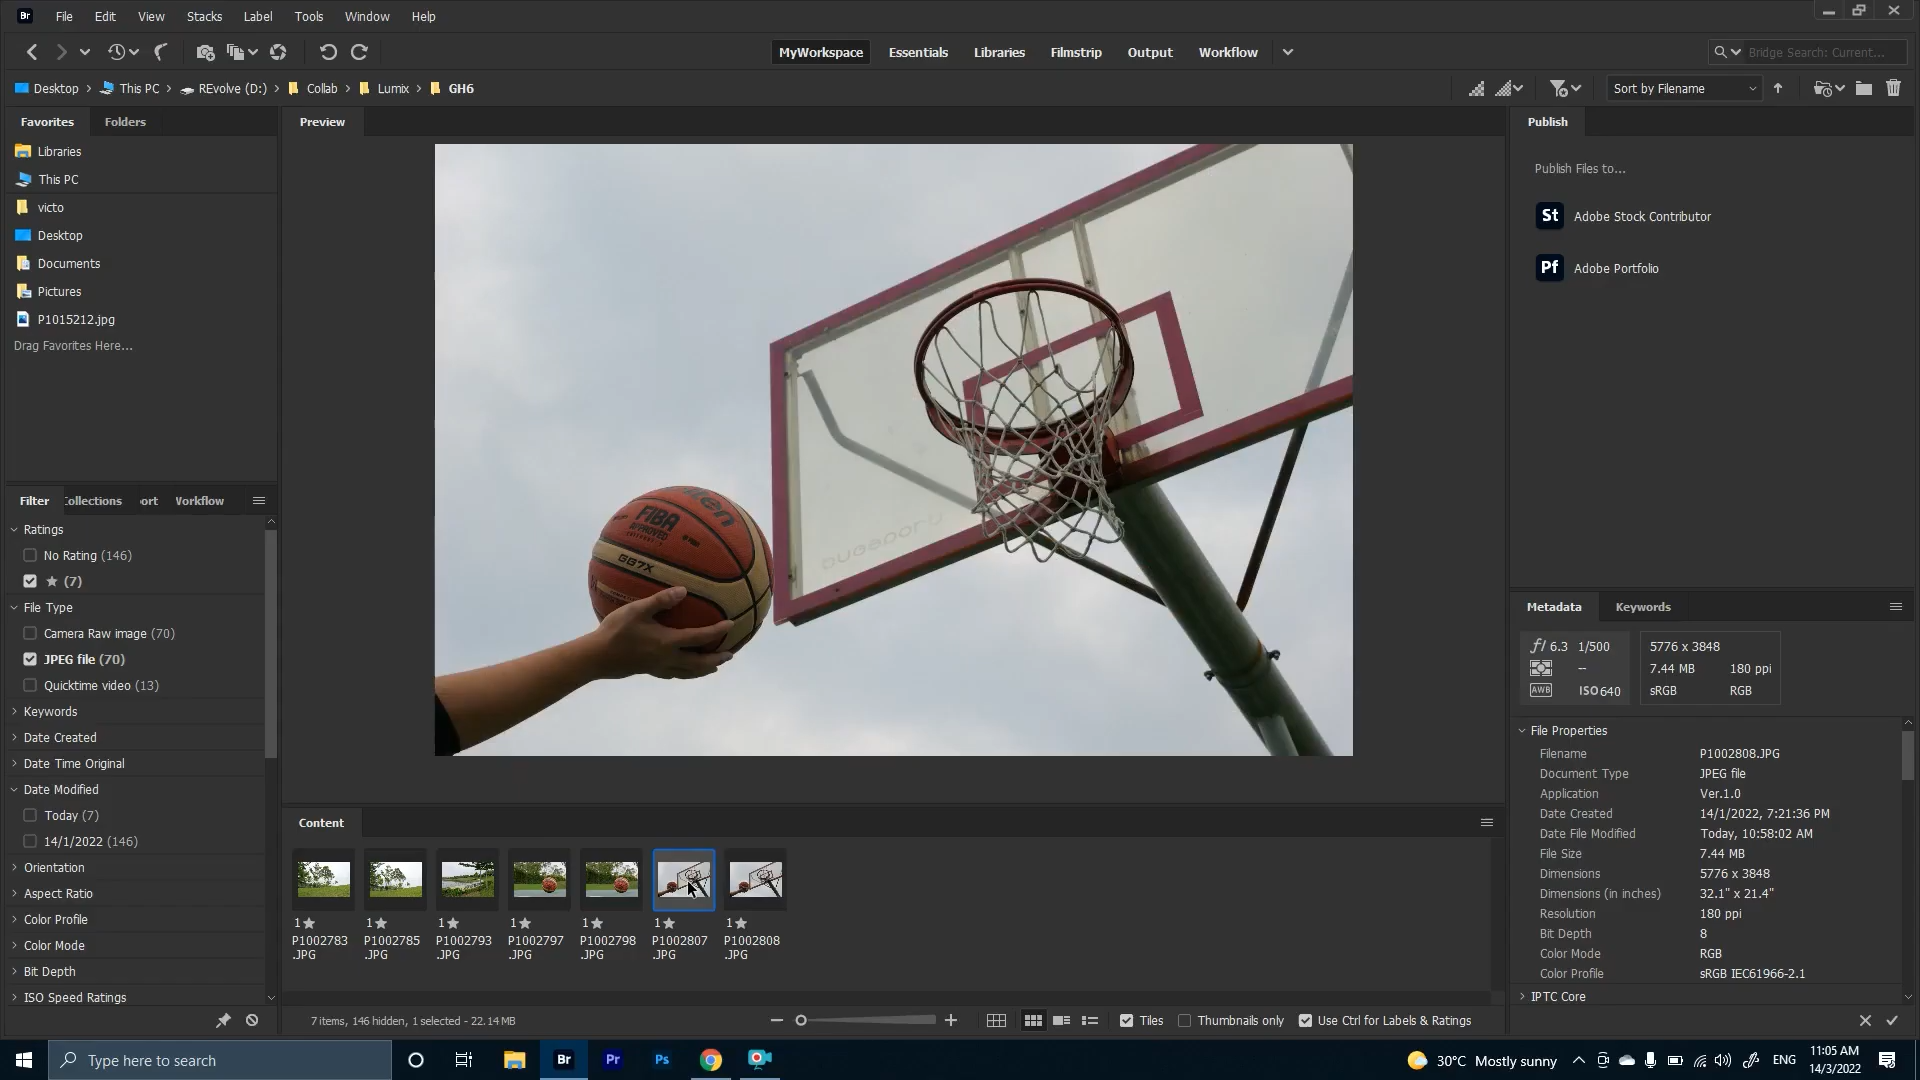 Br File Edit View Stacks Label Tools Window Help
MyWorkspace Essentials Libraries Filmstrip Output Workflow
Bridge Search: Current...
Desktop This PC REvolve (D:) Collab Lumix GH6
Sort by Filename
Favorites Folders
Libraries
This PC
victo
Desktop
Documents
Pictures
P1015212.jpg
Drag Favorites Here...
Filter Collections ort Workflow
Ratings
No Rating (146)
★ (7)
File Type
Camera Raw image (70)
JPEG file (70)
Quicktime video (13)
Keywords
Date Created
Date Time Original
Date Modified
Today (7)
14/1/2022 (146)
Orientation
Aspect Ratio
Color Profile
Color Mode
Bit Depth
ISO Speed Ratings
Preview
molten
FIBA
APPROVED
GG7X
Content
1★ 1★ 1★ 1★ 1★ 1★ 1★
P1002783 P1002785 P1002793 P1002797 P1002798 P1002807 P1002808
.JPG .JPG .JPG .JPG .JPG .JPG .JPG
7 items, 146 hidden, 1 selected - 22.14 MB
Tiles Thumbnails only Use Ctrl for Labels & Ratings
Publish
Publish Files to...
St Adobe Stock Contributor
Pf Adobe Portfolio
Metadata Keywords
f/ 6.3 1/500
--
AWB ISO640
5776 x 3848
7.44 MB 180 ppi
sRGB RGB
File Properties
Filename P1002808.JPG
Document Type JPEG file
Application Ver.1.0
Date Created 14/1/2022, 7:21:36 PM
Date File Modified Today, 10:58:02 AM
File Size 7.44 MB
Dimensions 5776 x 3848
Dimensions (in inches) 32.1" x 21.4"
Resolution 180 ppi
Bit Depth 8
Color Mode RGB
Color Profile sRGB IEC61966-2.1
IPTC Core
Type here to search
Br Pr Ps
30°C Mostly sunny
ENG
11:05 AM
14/3/2022